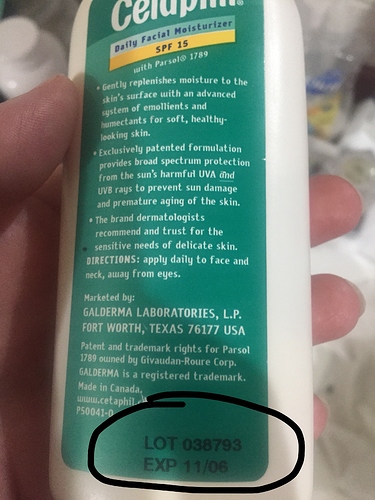 Cetaphil®
Daily Facial Moisturizer
SPF 15
with Parsol® 1789
• Gently replenishes moisture to the
skin's surface with an advanced
system of emollients and
humectants for soft, healthy-
looking skin.
• Exclusively patented formulation
provides broad spectrum protection
from the sun's harmful UVA and
UVB rays to prevent sun damage
and premature aging of the skin.
• The brand dermatologists
recommend and trust for the
sensitive needs of delicate skin.
DIRECTIONS: apply daily to face and
neck, away from eyes.
Marketed by:
GALDERMA LABORATORIES, L.P.
FORT WORTH, TEXAS 76177 USA
Patent and trademark rights for Parsol
1789 owned by Givaudan-Roure Corp.
GALDERMA is a registered trademark.
Made in Canada.
www.cetaphil.
P50041-0
LOT 038793
EXP 11/06